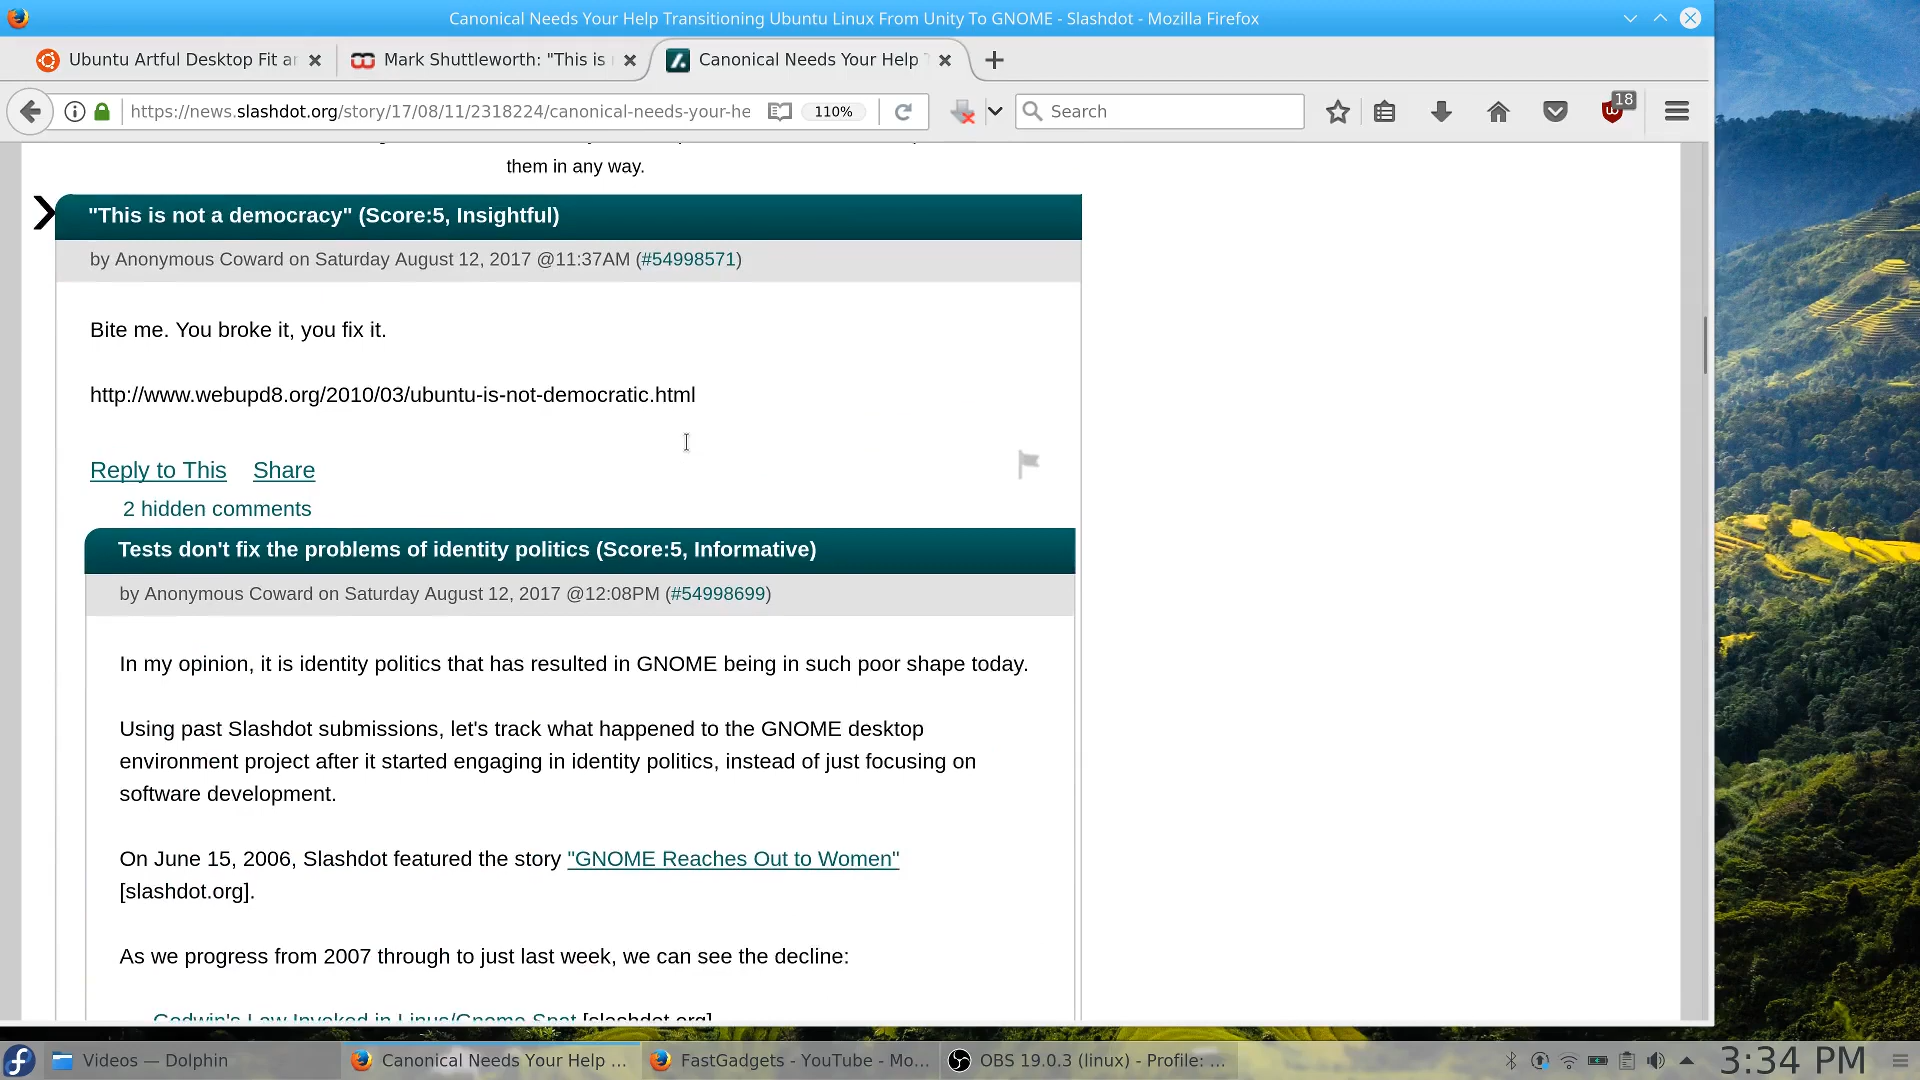 Canonical Needs Your Help Transitioning Ubuntu Linux From Unity To GNOME - Slashdot - Mozilla Firefox
Ubuntu Artful Desktop Fit ar
Mark Shuttleworth: "This is
Canonical Needs Your Help
https://news.slashdot.org/story/17/08/11/2318224/canonical-needs-your-he
110%
Search
18
them in any way.
"This is not a democracy" (Score:5, Insightful)
by Anonymous Coward on Saturday August 12, 2017 @11:37AM (#54998571)
Bite me. You broke it, you fix it.
http://www.webupd8.org/2010/03/ubuntu-is-not-democratic.html
Reply to This Share
2 hidden comments
Tests don't fix the problems of identity politics (Score:5, Informative)
by Anonymous Coward on Saturday August 12, 2017 @12:08PM (#54998699)
In my opinion, it is identity politics that has resulted in GNOME being in such poor shape today.
Using past Slashdot submissions, let's track what happened to the GNOME desktop
environment project after it started engaging in identity politics, instead of just focusing on
software development.
On June 15, 2006, Slashdot featured the story "GNOME Reaches Out to Women"
[slashdot.org].
As we progress from 2007 through to just last week, we can see the decline:
Godwin's Law Invoked in Linus/Gnome Spat [slashdot.org]
Videos — Dolphin
Canonical Needs Your Help ...
FastGadgets - YouTube - Mo...
OBS 19.0.3 (linux) - Profile: ...
3:34 PM